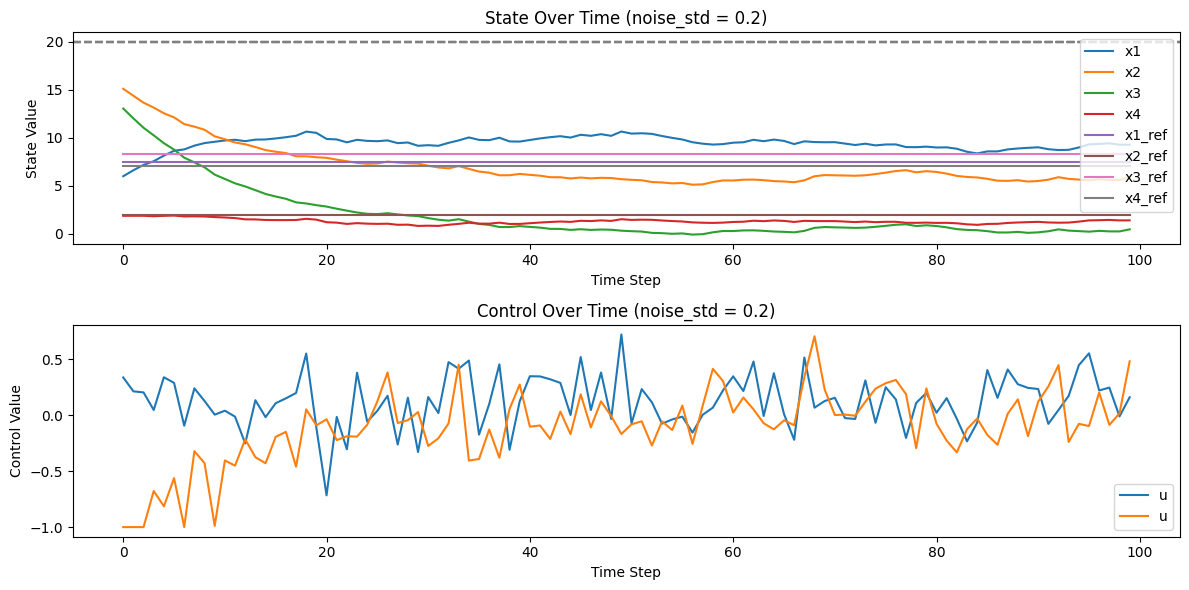 State Over Time (noise_std = 0.2)
State Value
20
15
10
5
0
x1
x2
x3
x4
x1_ref
x2_ref
x3_ref
x4_ref
0 20 40 60 80 100
Time Step
Control Over Time (noise_std = 0.2)
Control Value
0.5
0.0
−0.5
−1.0
u
u
0 20 40 60 80 100
Time Step